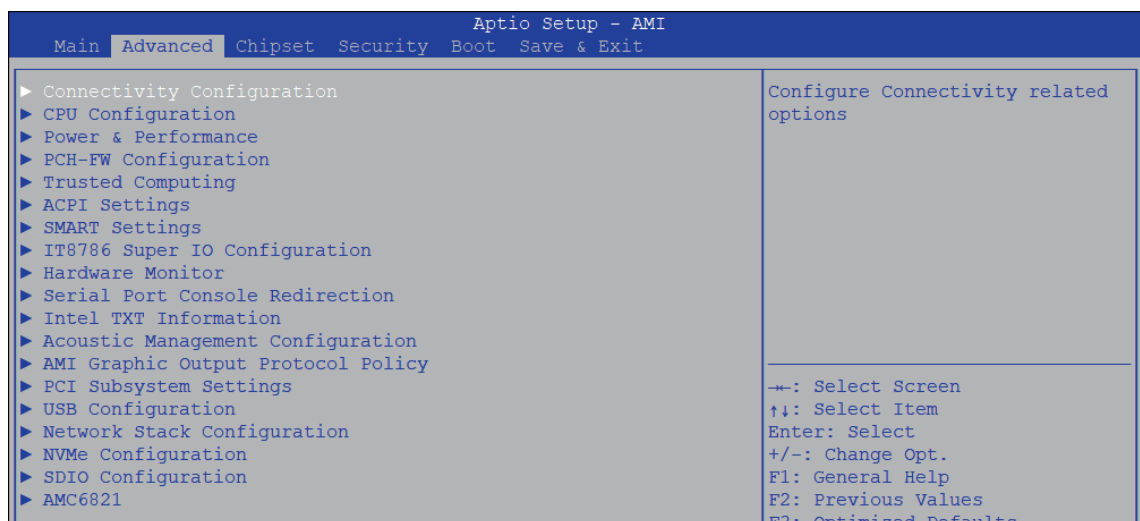 Aptio Setup - AMI
Main Advanced Chipset Security Boot Save & Exit
► Connectivity Configuration
► CPU Configuration
► Power & Performance
► PCH-FW Configuration
► Trusted Computing
► ACPI Settings
► SMART Settings
► IT8786 Super IO Configuration
► Hardware Monitor
► Serial Port Console Redirection
► Intel TXT Information
► Acoustic Management Configuration
► AMI Graphic Output Protocol Policy
► PCI Subsystem Settings
► USB Configuration
► Network Stack Configuration
► NVMe Configuration
► SDIO Configuration
► AMC6821
Configure Connectivity related
options
→←: Select Screen
↑↓: Select Item
Enter: Select
+/-: Change Opt.
F1: General Help
F2: Previous Values
F3: Optimized Defaults